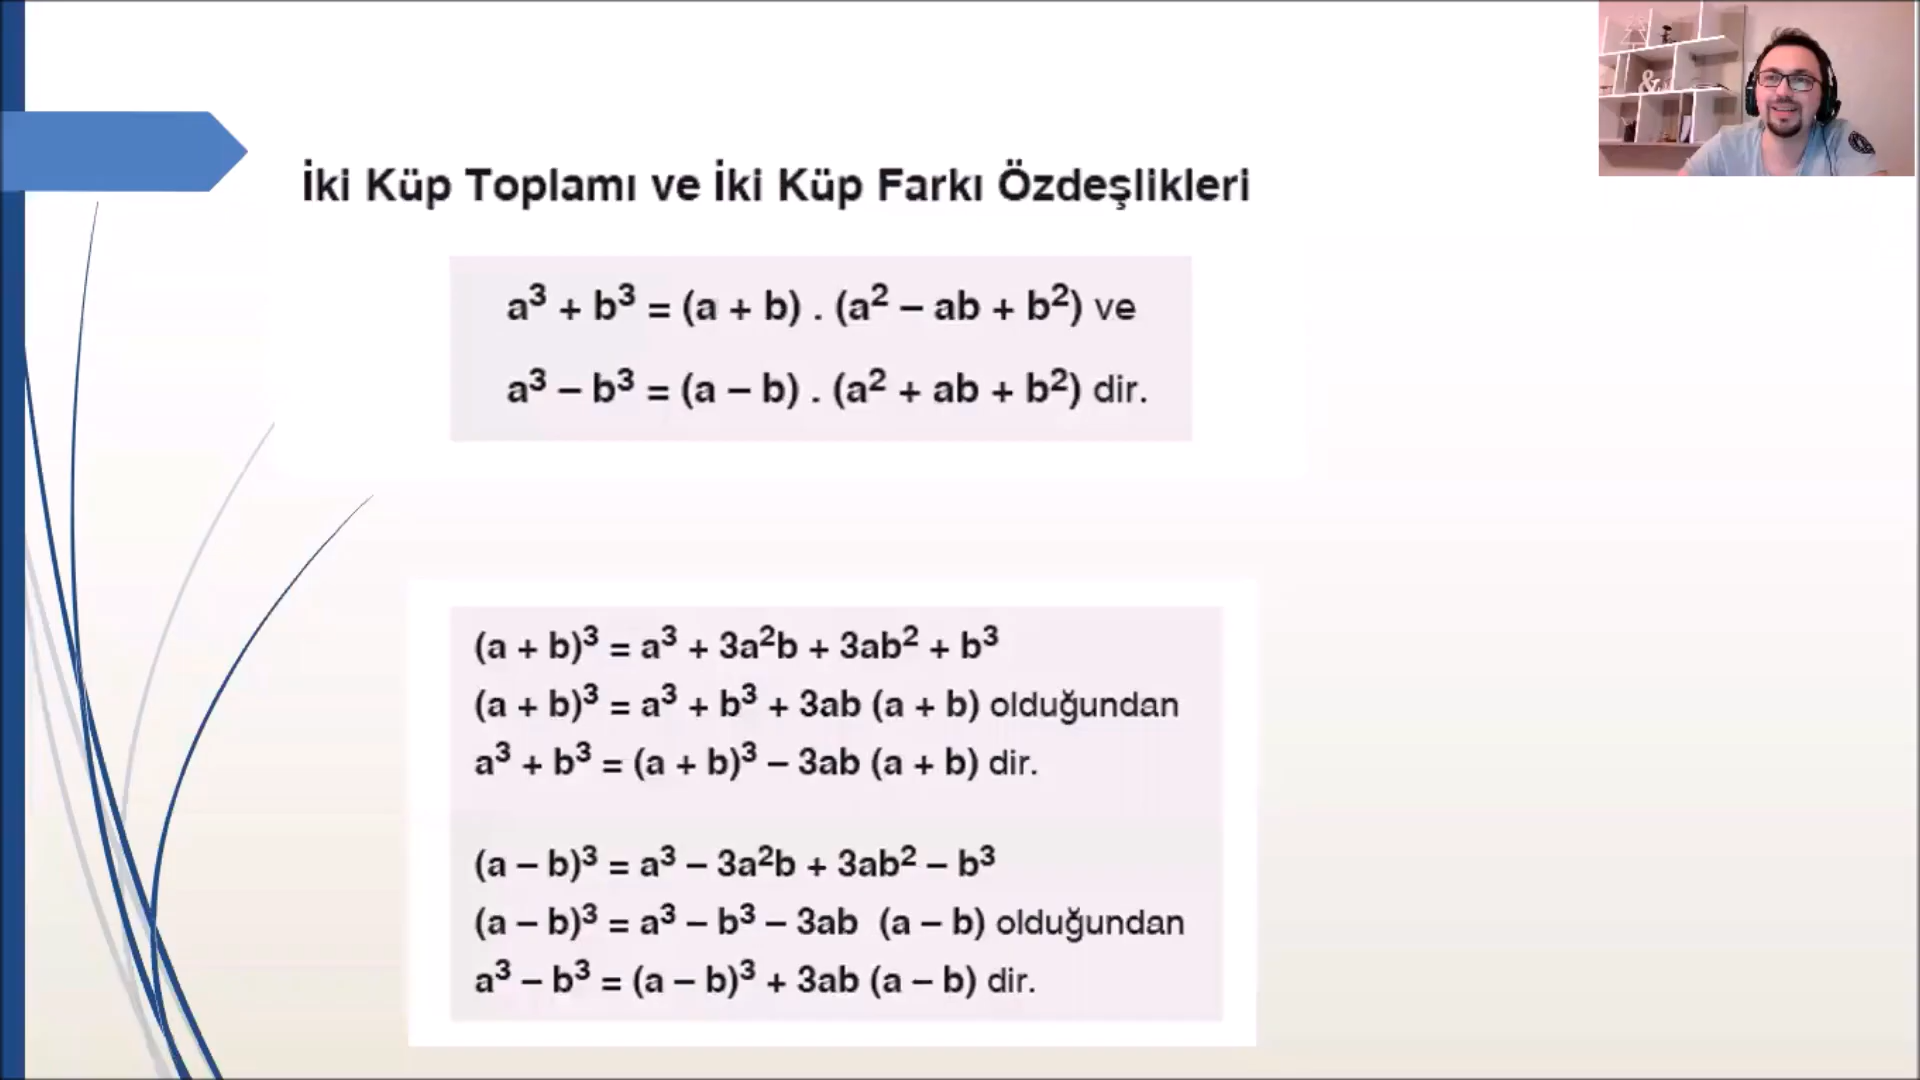 İki Küp Toplamı ve İki Küp Farkı Özdeşlikleri
a³ + b³ = (a + b) . (a² – ab + b²) ve
a³ – b³ = (a – b) . (a² + ab + b²) dir.
(a + b)³ = a³ + 3a²b + 3ab² + b³
(a + b)³ = a³ + b³ + 3ab (a + b) olduğundan
a³ + b³ = (a + b)³ – 3ab (a + b) dir.
(a – b)³ = a³ – 3a²b + 3ab² – b³
(a – b)³ = a³ – b³ – 3ab (a – b) olduğundan
a³ – b³ = (a – b)³ + 3ab (a – b) dir.